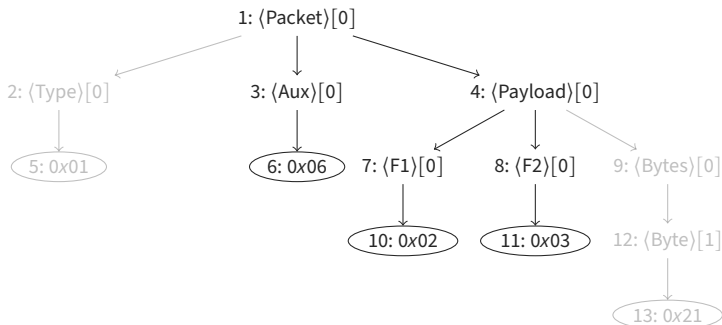 1: ⟨Packet⟩[0]
2: ⟨Type⟩[0]
3: ⟨Aux⟩[0]
4: ⟨Payload⟩[0]
5: 0x01
6: 0x06
7: ⟨F1⟩[0]
8: ⟨F2⟩[0]
9: ⟨Bytes⟩[0]
10: 0x02
11: 0x03
12: ⟨Byte⟩[1]
13: 0x21